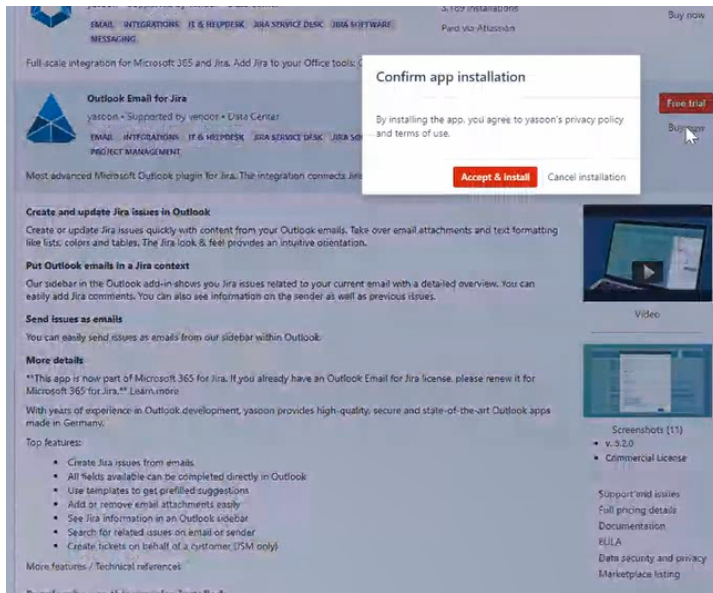 yasoon • Supported by vendor • Data Center
3,109 installations
Buy now
EMAIL INTEGRATIONS IT & HELPDESK JIRA SERVICE DESK JIRA SOFTWARE
Paid via Atlassian
MESSAGING
Full-scale integration for Microsoft 365 and Jira. Add Jira to your Office tools:
Confirm app installation
By installing the app, you agree to yasoon's privacy policy
and terms of use.
Accept & install
Cancel installation
Outlook Email for Jira
Free trial
yasoon • Supported by vendor • Data Center
Buy now
EMAIL INTEGRATIONS IT & HELPDESK JIRA SERVICE DESK JIRA
PROJECT MANAGEMENT
Most advanced Microsoft Outlook plugin for Jira. The integration connects
Create and update Jira issues in Outlook
Create or update Jira issues quickly with content from your Outlook emails. Take over email attachments and text formatting
like lists, colors and tables. The Jira look & feel provides an intuitive orientation.
Put Outlook emails in a Jira context
Our sidebar in the Outlook add-in shows you Jira issues related to your current email with a detailed overview. You can
easily add Jira comments. You can also see information on the sender as well as previous issues.
Send issues as emails
You can easily send issues as emails from our sidebar within Outlook.
More details
**This app is now part of Microsoft 365 for Jira. If you already have an Outlook Email for Jira license, please renew it for
Microsoft 365 for Jira.** Learn more
With years of experience in Outlook development, yasoon provides high-quality, secure and state-of-the-art Outlook apps
made in Germany.
Top features:
• Create Jira issues from emails
• All fields available can be completed directly in Outlook
• Use templates to get prefilled suggestions
• Add or remove email attachments easily
• See Jira information in an Outlook sidebar
• Search for related issues on email or sender
• Create tickets on behalf of a customer (JSM only)
More features / Technical references
Video
Screenshots (11)
• v. 3.2.0
• Commercial License
Support and issues
Full pricing details
Documentation
EULA
Data security and privacy
Marketplace listing